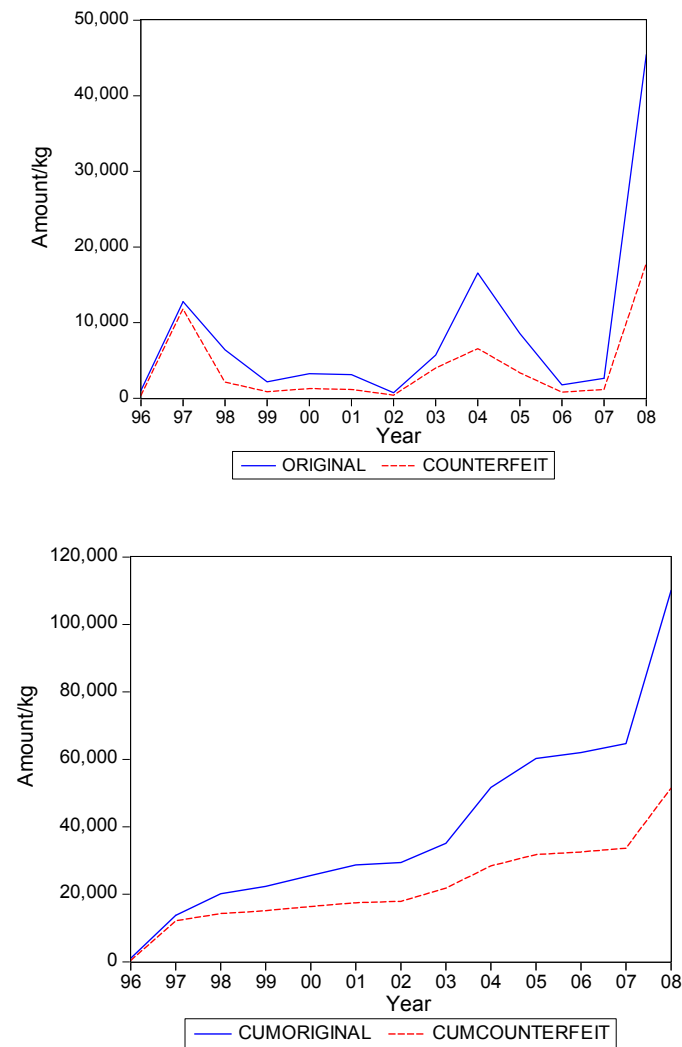 50,000
40,000
30,000
20,000
10,000
0
Amount/kg
96 97 98 99 00 01 02 03 04 05 06 07 08
Year
ORIGINAL COUNTERFEIT
120,000
100,000
80,000
60,000
40,000
20,000
0
Amount/kg
96 97 98 99 00 01 02 03 04 05 06 07 08
Year
CUMORIGINAL CUMCOUNTERFEIT